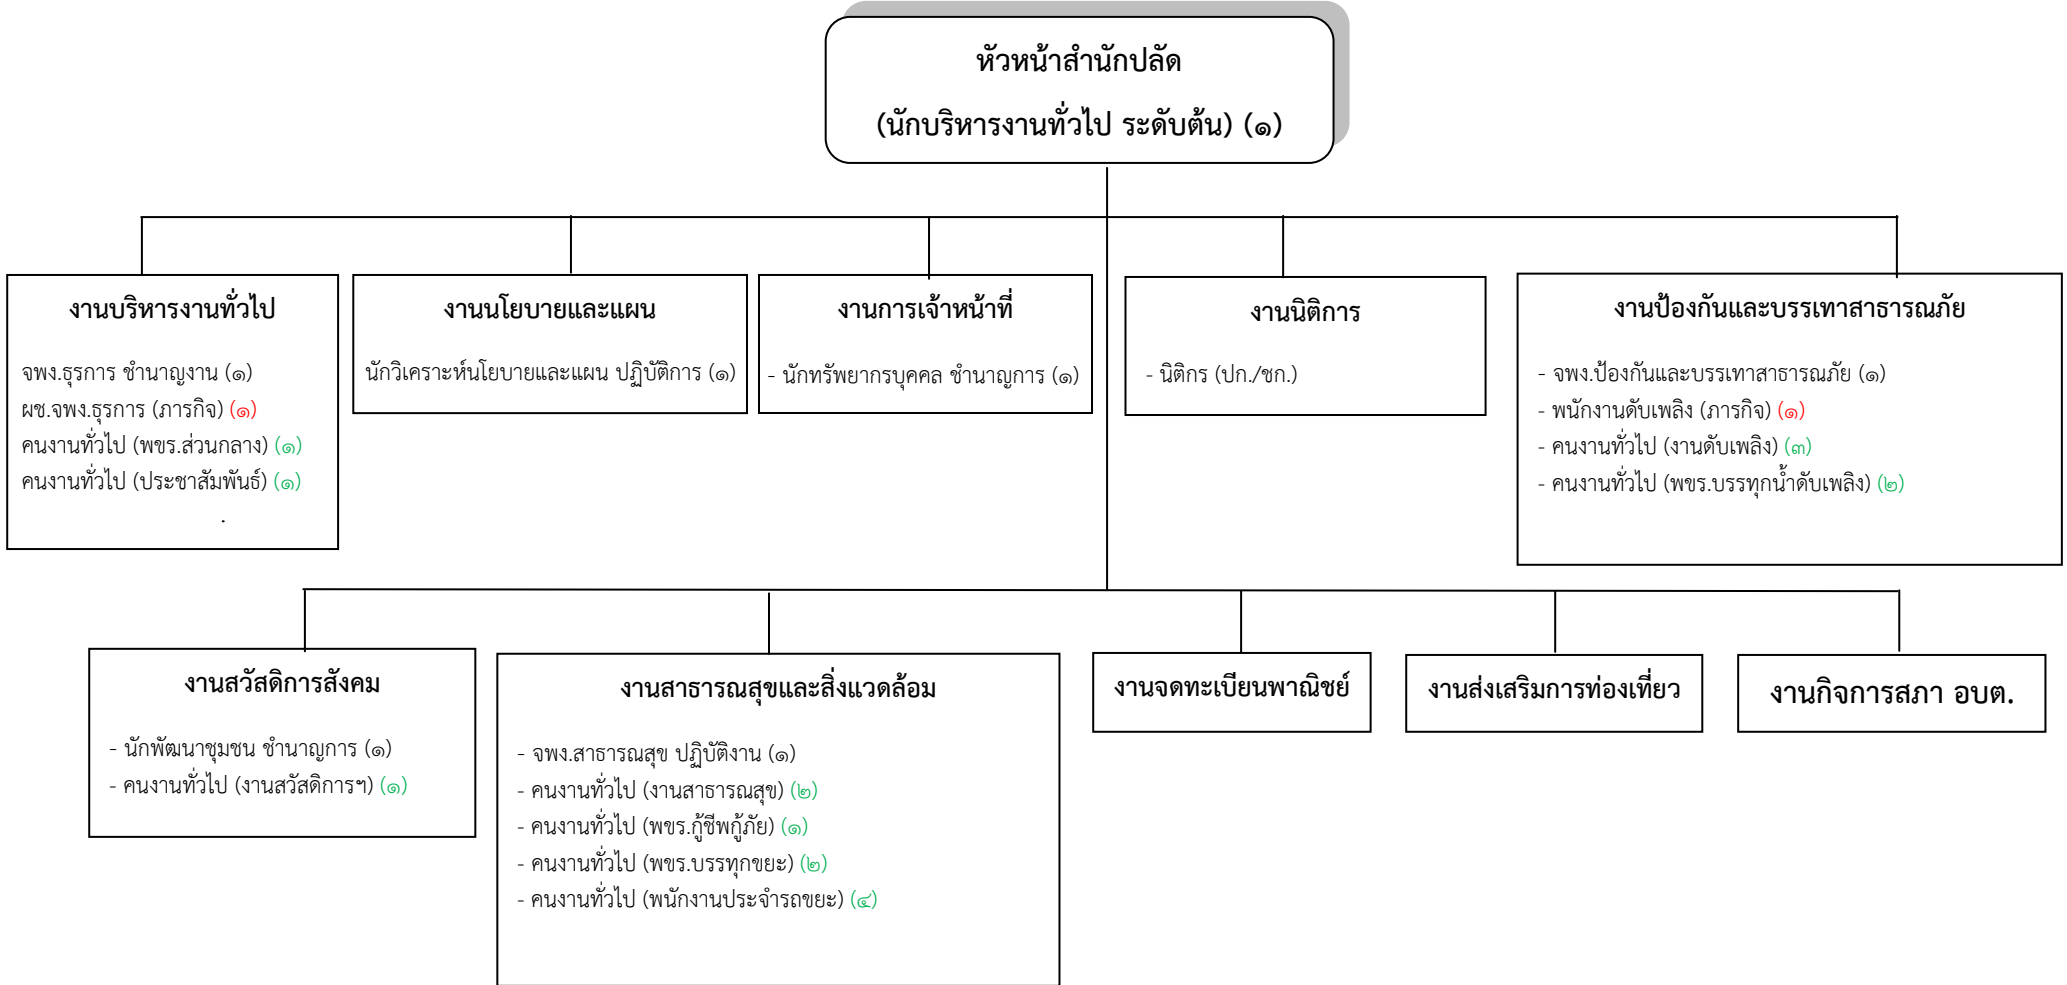 หัวหน้าสำนักปลัด
(นักบริหารงานทั่วไป ระดับต้น) (๑)
งานบริหารงานทั่วไป
จพง.ธุรการ ชำนาญงาน (๑)
ผช.จพง.ธุรการ (ภารกิจ) (๑)
คนงานทั่วไป (พขร.ส่วนกลาง) (๑)
คนงานทั่วไป (ประชาสัมพันธ์) (๑)
.
งานนโยบายและแผน
นักวิเคราะห์นโยบายและแผน ปฏิบัติการ (๑)
งานการเจ้าหน้าที่
- นักทรัพยากรบุคคล ชำนาญการ (๑)
งานนิติการ
- นิติกร (ปก./ชก.)
งานป้องกันและบรรเทาสาธารณภัย
- จพง.ป้องกันและบรรเทาสาธารณภัย (๑)
- พนักงานดับเพลิง (ภารกิจ) (๑)
- คนงานทั่วไป (งานดับเพลิง) (๓)
- คนงานทั่วไป (พขร.บรรทุกน้ำดับเพลิง) (๒)
งานสวัสดิการสังคม
- นักพัฒนาชุมชน ชำนาญการ (๑)
- คนงานทั่วไป (งานสวัสดิการฯ) (๑)
งานสาธารณสุขและสิ่งแวดล้อม
- จพง.สาธารณสุข ปฏิบัติงาน (๑)
- คนงานทั่วไป (งานสาธารณสุข) (๒)
- คนงานทั่วไป (พขร.กู้ชีพกู้ภัย) (๑)
- คนงานทั่วไป (พขร.บรรทุกขยะ) (๒)
- คนงานทั่วไป (พนักงานประจำรถขยะ) (๔)
งานจดทะเบียนพาณิชย์
งานส่งเสริมการท่องเที่ยว
งานกิจการสภา อบต.